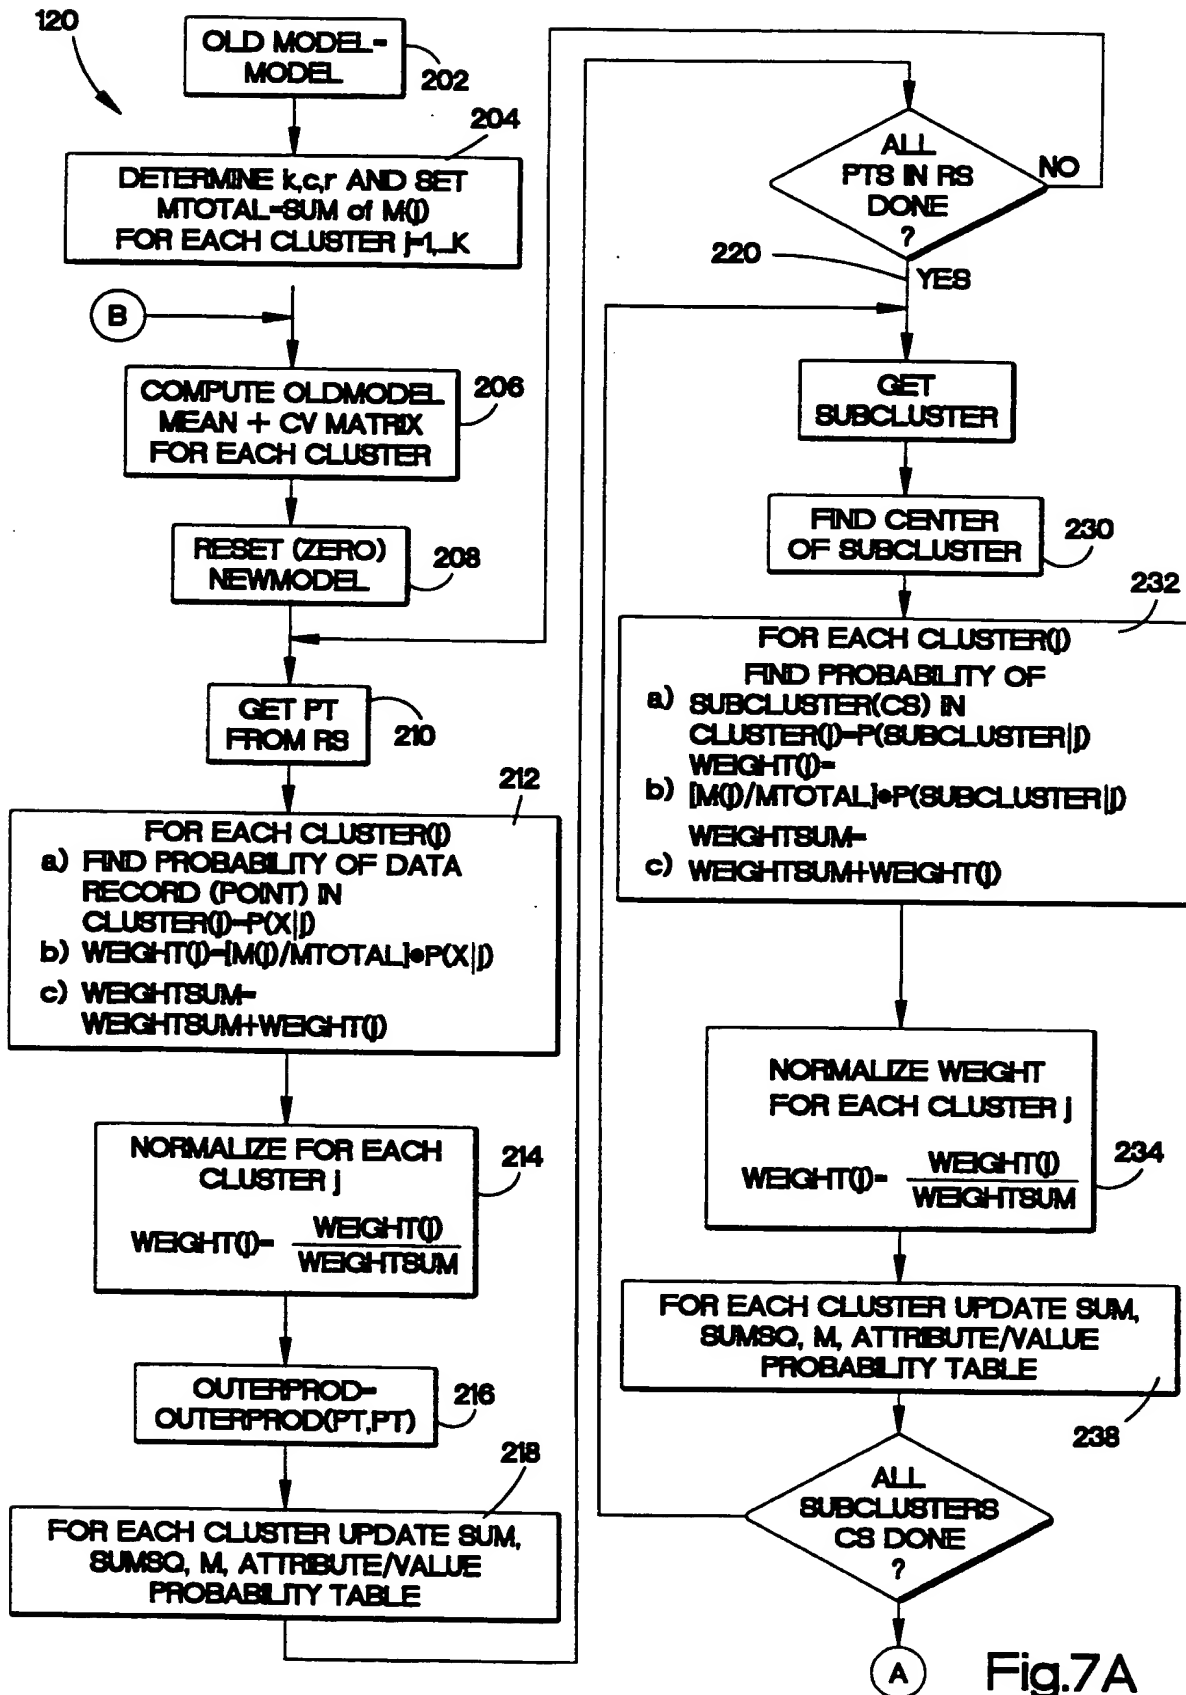 120
OLD MODEL=
MODEL
202
204
DETERMINE k,c,r AND SET
MTOTAL=SUM of M(j)
FOR EACH CLUSTER j=1,...K
B
COMPUTE OLDMODEL
MEAN + CV MATRIX
FOR EACH CLUSTER
206
RESET (ZERO)
NEWMODEL
208
GET PT
FROM RS
210
212
FOR EACH CLUSTER(j)
a) FIND PROBABILITY OF DATA
RECORD (POINT) IN
CLUSTER(j)=P(X|j)
b) WEIGHT(j)=[M(j)/MTOTAL]•P(X|j)
c) WEIGHTSUM=
WEIGHTSUM+WEIGHT(j)
NORMALIZE FOR EACH
CLUSTER j
WEIGHT(j)= WEIGHT(j)
WEIGHTSUM
214
OUTERPROD=
OUTERPROD(PT,PT)
216
218
FOR EACH CLUSTER UPDATE SUM,
SUMSQ, M, ATTRIBUTE/VALUE
PROBABILITY TABLE
ALL
PTS IN RS
DONE
?
NO
220
YES
GET
SUBCLUSTER
FIND CENTER
OF SUBCLUSTER
230
232
FOR EACH CLUSTER(j)
FIND PROBABILITY OF
a) SUBCLUSTER(CS) IN
CLUSTER(j)=P(SUBCLUSTER|j)
WEIGHT(j)=
b) [M(j)/MTOTAL]•P(SUBCLUSTER|j)
WEIGHTSUM=
c) WEIGHTSUM+WEIGHT(j)
NORMALIZE WEIGHT
FOR EACH CLUSTER j
WEIGHT(j)= WEIGHT(j)
WEIGHTSUM
234
FOR EACH CLUSTER UPDATE SUM,
SUMSQ, M, ATTRIBUTE/VALUE
PROBABILITY TABLE
238
ALL
SUBCLUSTERS
CS DONE
?
A
Fig.7A